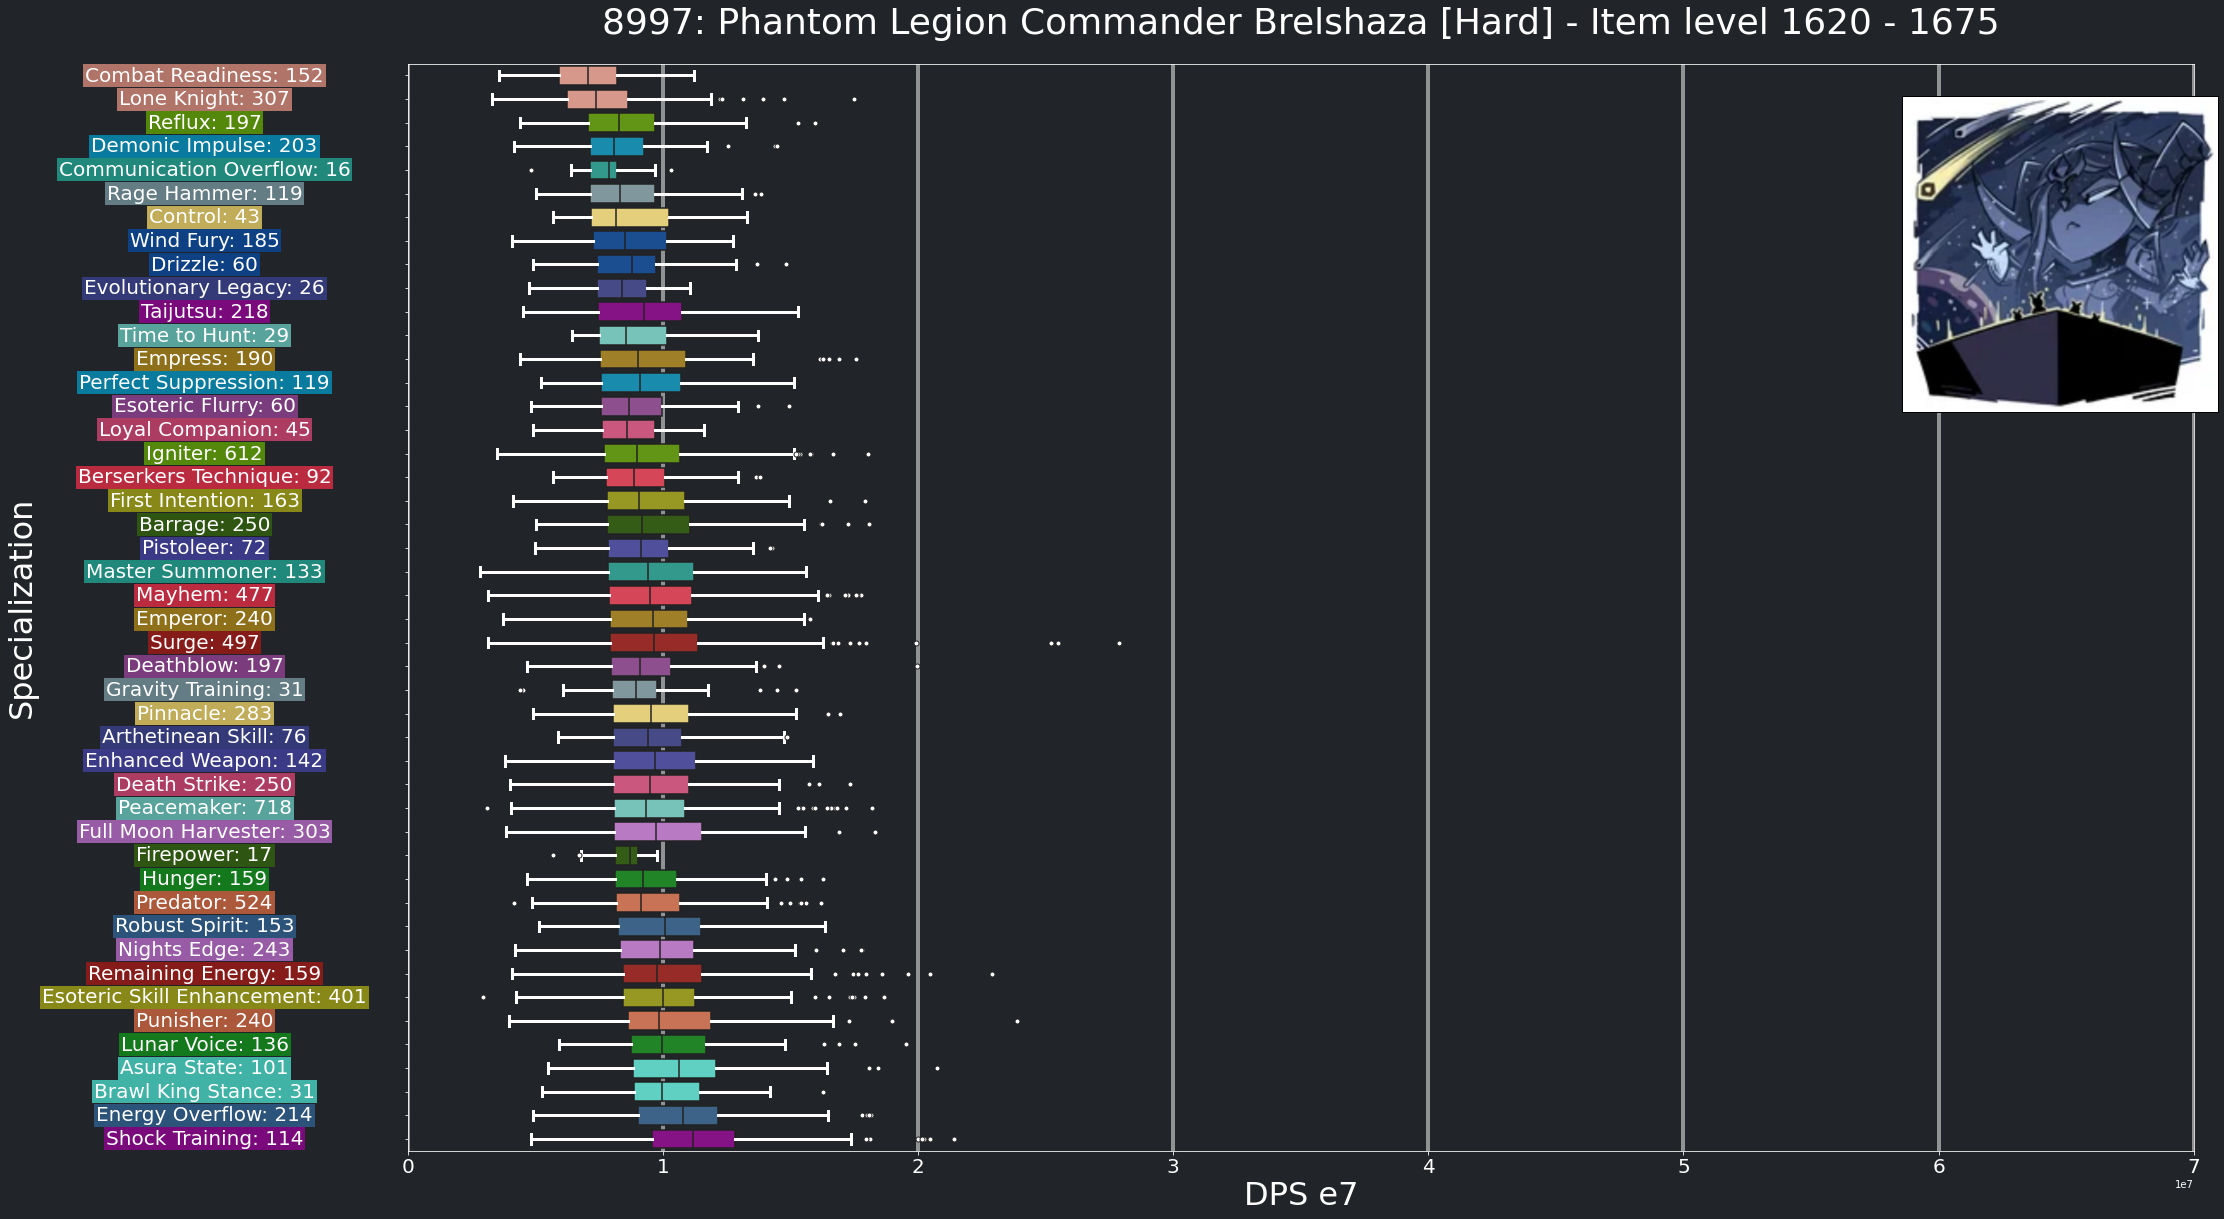 8997: Phantom Legion Commander Brelshaza [Hard] - Item level 1620 - 1675
Specialization
Combat Readiness: 152
Lone Knight: 307
Reflux: 197
Demonic Impulse: 203
Communication Overflow: 16
Rage Hammer: 119
Control: 43
Wind Fury: 185
Drizzle: 60
Evolutionary Legacy: 26
Taijutsu: 218
Time to Hunt: 29
Empress: 190
Perfect Suppression: 119
Esoteric Flurry: 60
Loyal Companion: 45
Igniter: 612
Berserkers Technique: 92
First Intention: 163
Barrage: 250
Pistoleer: 72
Master Summoner: 133
Mayhem: 477
Emperor: 240
Surge: 497
Deathblow: 197
Gravity Training: 31
Pinnacle: 283
Arthetinean Skill: 76
Enhanced Weapon: 142
Death Strike: 250
Peacemaker: 718
Full Moon Harvester: 303
Firepower: 17
Hunger: 159
Predator: 524
Robust Spirit: 153
Nights Edge: 243
Remaining Energy: 159
Esoteric Skill Enhancement: 401
Punisher: 240
Lunar Voice: 136
Asura State: 101
Brawl King Stance: 31
Energy Overflow: 214
Shock Training: 114
0 1 2 3 4 5 6 7
1e7
DPS e7